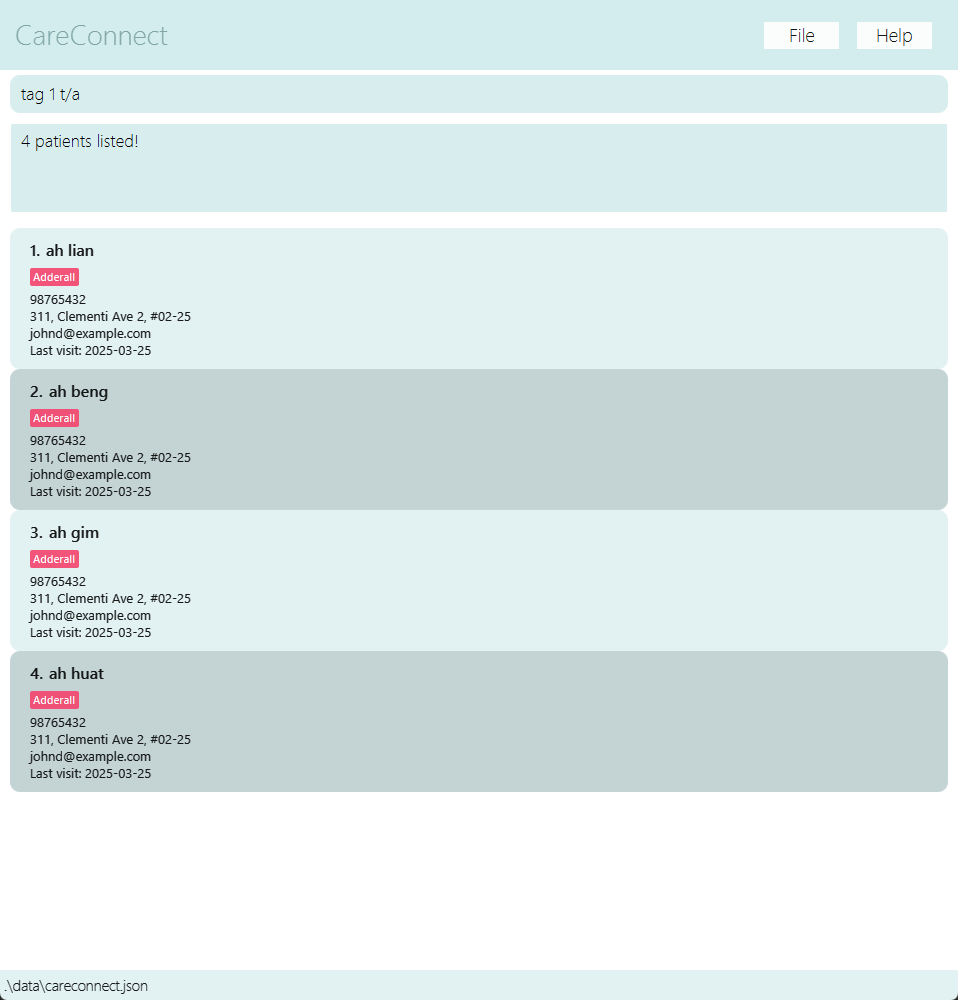 CareConnect
File
Help
tag 1 t/a
4 patients listed!
1. ah lian
Adderall
98765432
311, Clementi Ave 2, #02-25
johnd@example.com
Last visit: 2025-03-25
2. ah beng
Adderall
98765432
311, Clementi Ave 2, #02-25
johnd@example.com
Last visit: 2025-03-25
3. ah gim
Adderall
98765432
311, Clementi Ave 2, #02-25
johnd@example.com
Last visit: 2025-03-25
4. ah huat
Adderall
98765432
311, Clementi Ave 2, #02-25
johnd@example.com
Last visit: 2025-03-25
.\data\careconnect.json